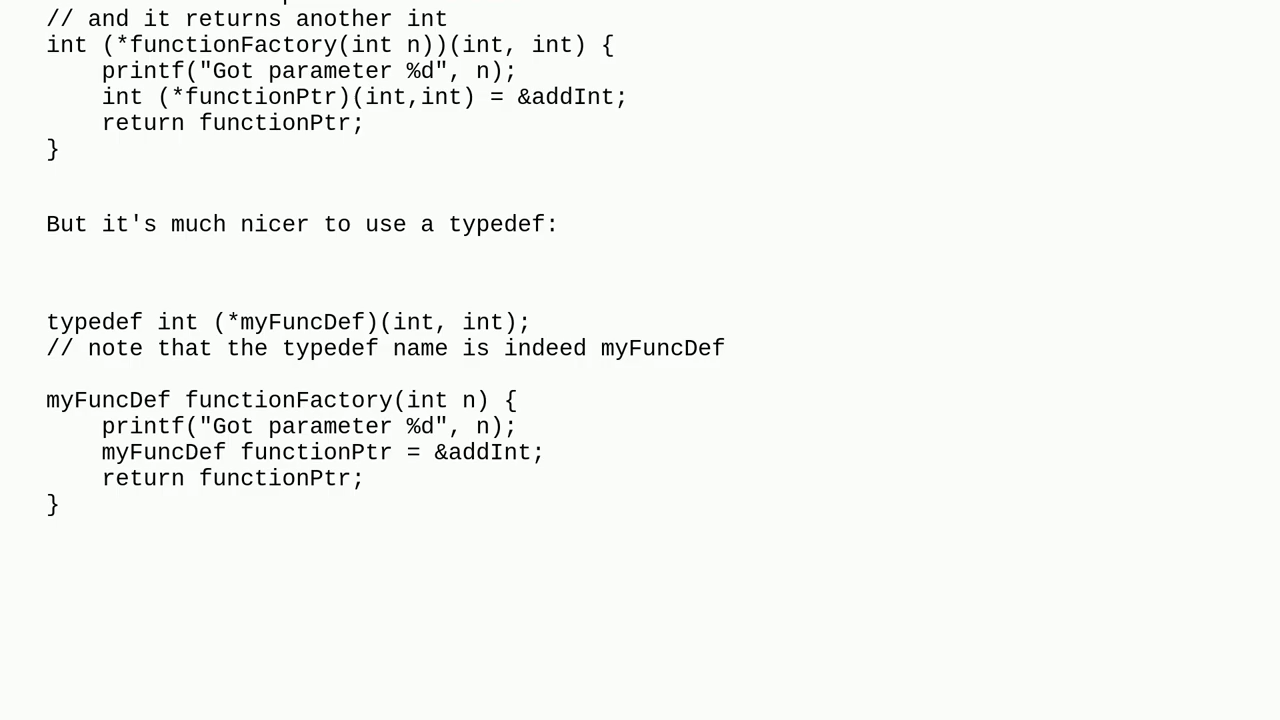 // and it returns another int
int (*functionFactory(int n))(int, int) {
    printf("Got parameter %d", n);
    int (*functionPtr)(int,int) = &addInt;
    return functionPtr;
}
But it's much nicer to use a typedef:
typedef int (*myFuncDef)(int, int);
// note that the typedef name is indeed myFuncDef
myFuncDef functionFactory(int n) {
    printf("Got parameter %d", n);
    myFuncDef functionPtr = &addInt;
    return functionPtr;
}